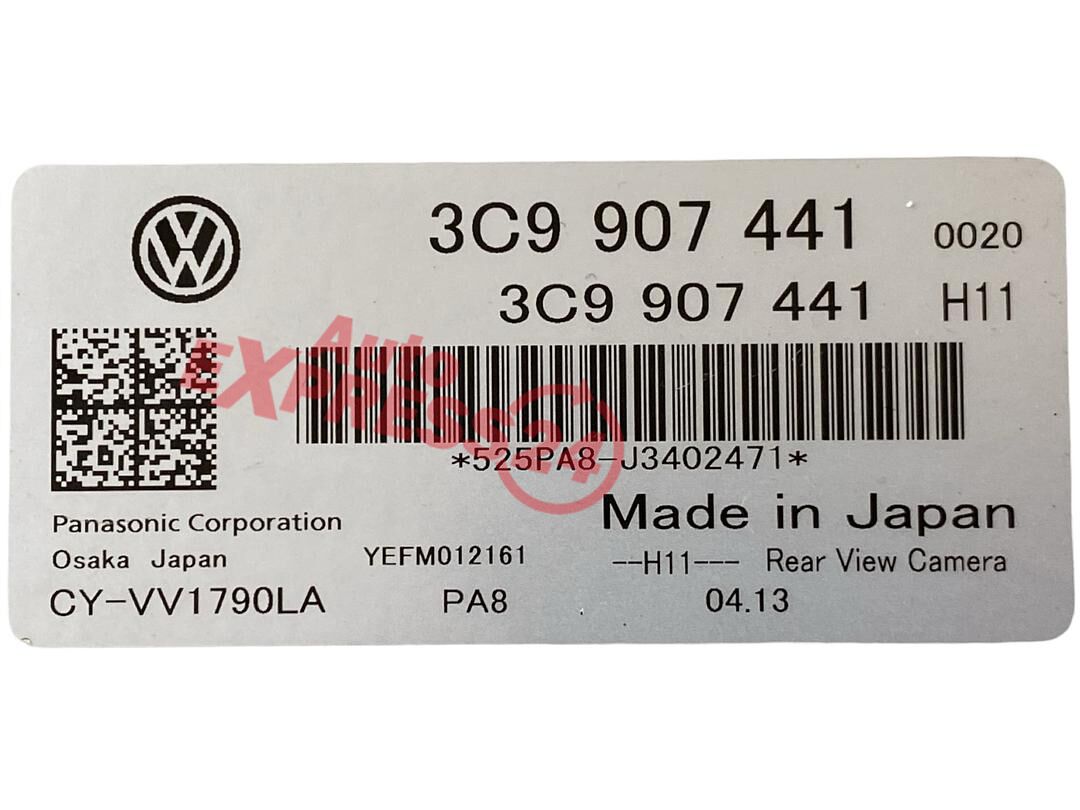 3C9 907 441 0020
3C9 907 441 H11
Auto
EXPRESS24
*525PA8-J3402471*
Made in Japan
Panasonic Corporation
Osaka Japan YEFM012161 --H11--- Rear View Camera
CY-VV1790LA PA8 04.13